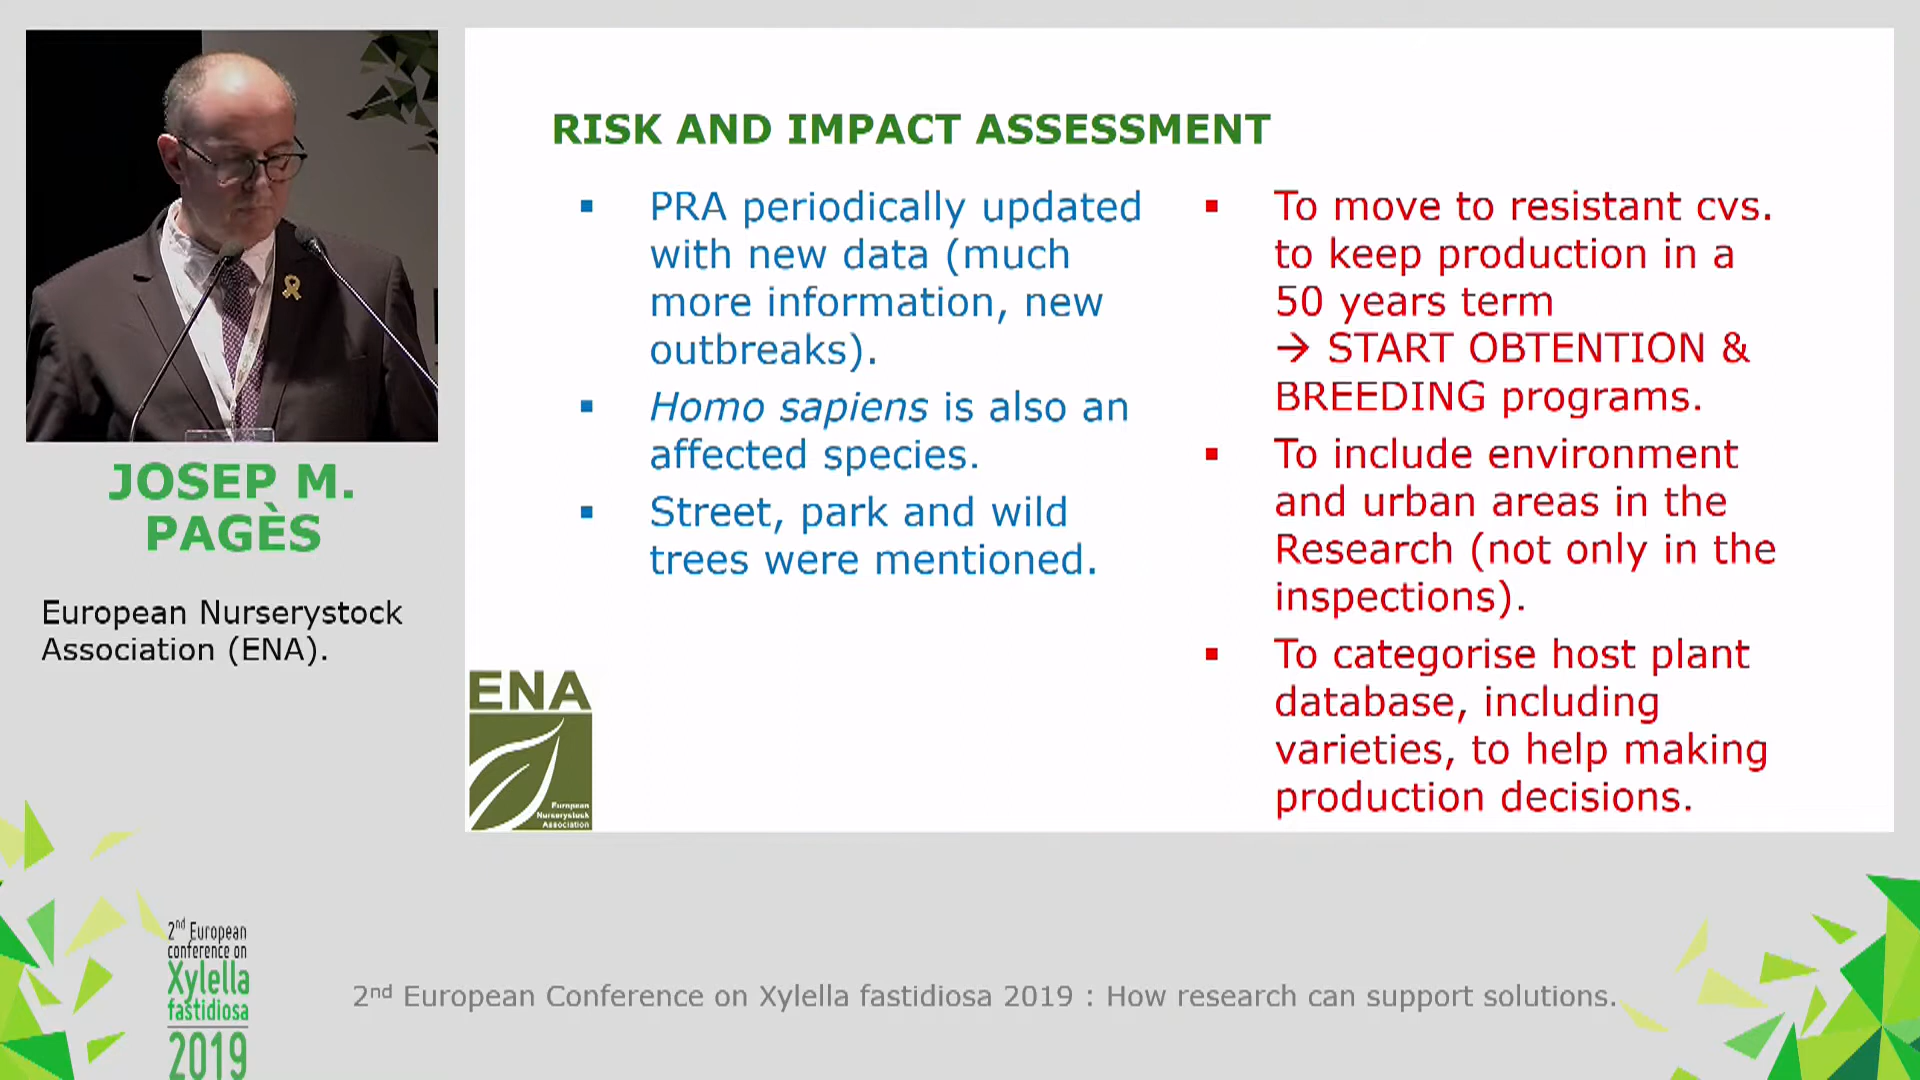 RISK AND IMPACT ASSESSMENT
▪ PRA periodically updated
with new data (much
more information, new
outbreaks).
▪ Homo sapiens is also an
affected species.
▪ Street, park and wild
trees were mentioned.
▪ To move to resistant cvs.
to keep production in a
50 years term
→ START OBTENTION &
BREEDING programs.
▪ To include environment
and urban areas in the
Research (not only in the
inspections).
▪ To categorise host plant
database, including
varieties, to help making
production decisions.
ENA
European
Nurserystock
Association
JOSEP M.
PAGÈS
European Nurserystock
Association (ENA).
2nd European
conference on
Xylella
fastidiosa
2019
2nd European Conference on Xylella fastidiosa 2019 : How research can support solutions.